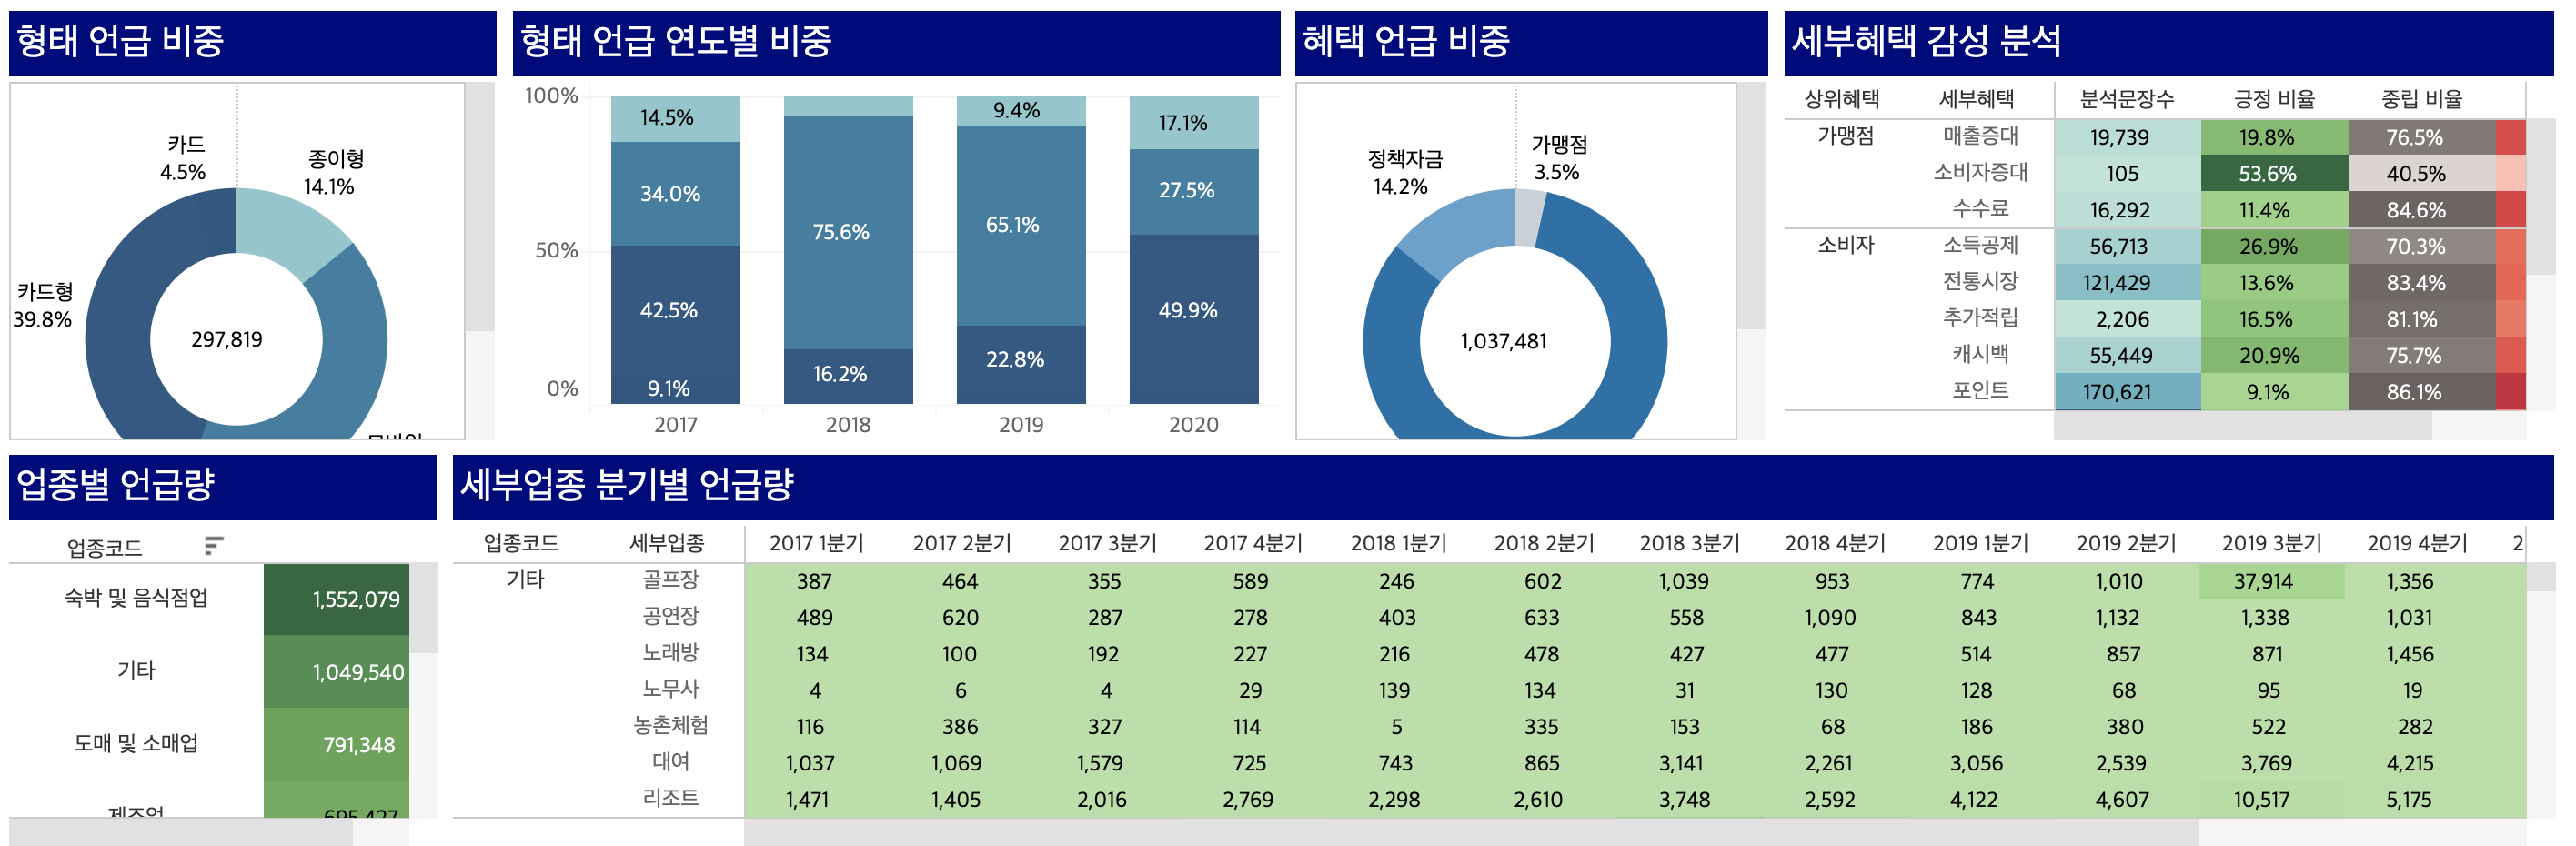 형태 언급 비중
카드
4.5%
종이형
14.1%
카드형
39.8%
297,819
형태 언급 연도별 비중
100%
50%
0%
14.5%
34.0%
42.5%
9.1%
75.6%
16.2%
9.4%
65.1%
22.8%
17.1%
27.5%
49.9%
2017 2018 2019 2020
혜택 언급 비중
정책자금
14.2%
가맹점
3.5%
1,037,481
세부혜택 감성 분석
상위혜택 세부혜택 분석문장수 긍정 비율 중립 비율
가맹점 매출증대 19,739 19.8% 76.5%
소비자증대 105 53.6% 40.5%
수수료 16,292 11.4% 84.6%
소비자 소득공제 56,713 26.9% 70.3%
전통시장 121,429 13.6% 83.4%
추가적립 2,206 16.5% 81.1%
캐시백 55,449 20.9% 75.7%
포인트 170,621 9.1% 86.1%
업종별 언급량
업종코드
숙박 및 음식점업 1,552,079
기타 1,049,540
도매 및 소매업 791,348
제조업 695,427
세부업종 분기별 언급량
업종코드 세부업종 2017 1분기 2017 2분기 2017 3분기 2017 4분기 2018 1분기 2018 2분기 2018 3분기 2018 4분기 2019 1분기 2019 2분기 2019 3분기 2019 4분기 2
기타 골프장 387 464 355 589 246 602 1,039 953 774 1,010 37,914 1,356
공연장 489 620 287 278 403 633 558 1,090 843 1,132 1,338 1,031
노래방 134 100 192 227 216 478 427 477 514 857 871 1,456
노무사 4 6 4 29 139 134 31 130 128 68 95 19
농촌체험 116 386 327 114 5 335 153 68 186 380 522 282
대여 1,037 1,069 1,579 725 743 865 3,141 2,261 3,056 2,539 3,769 4,215
리조트 1,471 1,405 2,016 2,769 2,298 2,610 3,748 2,592 4,122 4,607 10,517 5,175